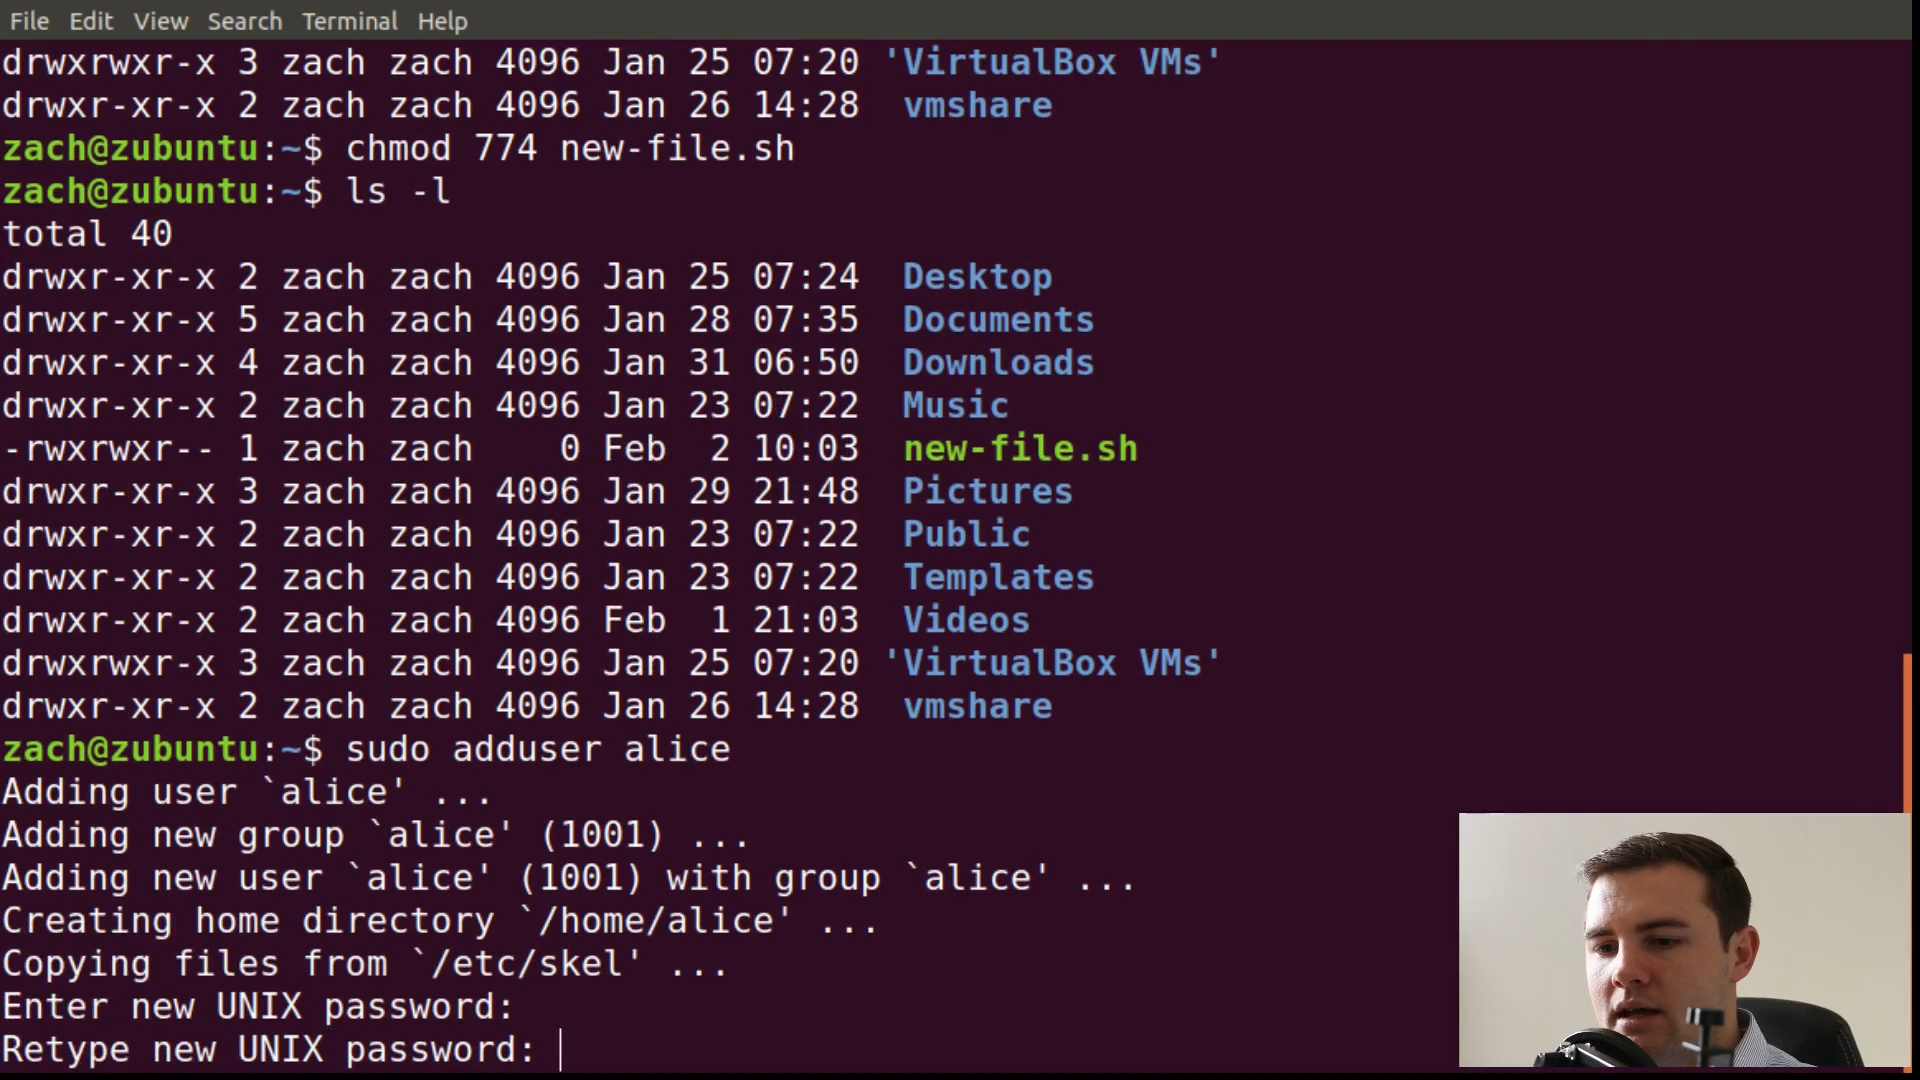 File Edit View Search Terminal Help
drwxrwxr-x 3 zach zach 4096 Jan 25 07:20 'VirtualBox VMs'
drwxr-xr-x 2 zach zach 4096 Jan 26 14:28  vmshare
zach@zubuntu:~$ chmod 774 new-file.sh
zach@zubuntu:~$ ls -l
total 40
drwxr-xr-x 2 zach zach 4096 Jan 25 07:24  Desktop
drwxr-xr-x 5 zach zach 4096 Jan 28 07:35  Documents
drwxr-xr-x 4 zach zach 4096 Jan 31 06:50  Downloads
drwxr-xr-x 2 zach zach 4096 Jan 23 07:22  Music
-rwxrwxr-- 1 zach zach    0 Feb  2 10:03  new-file.sh
drwxr-xr-x 3 zach zach 4096 Jan 29 21:48  Pictures
drwxr-xr-x 2 zach zach 4096 Jan 23 07:22  Public
drwxr-xr-x 2 zach zach 4096 Jan 23 07:22  Templates
drwxr-xr-x 2 zach zach 4096 Feb  1 21:03  Videos
drwxrwxr-x 3 zach zach 4096 Jan 25 07:20 'VirtualBox VMs'
drwxr-xr-x 2 zach zach 4096 Jan 26 14:28  vmshare
zach@zubuntu:~$ sudo adduser alice
Adding user `alice' ...
Adding new group `alice' (1001) ...
Adding new user `alice' (1001) with group `alice' ...
Creating home directory `/home/alice' ...
Copying files from `/etc/skel' ...
Enter new UNIX password:
Retype new UNIX password: